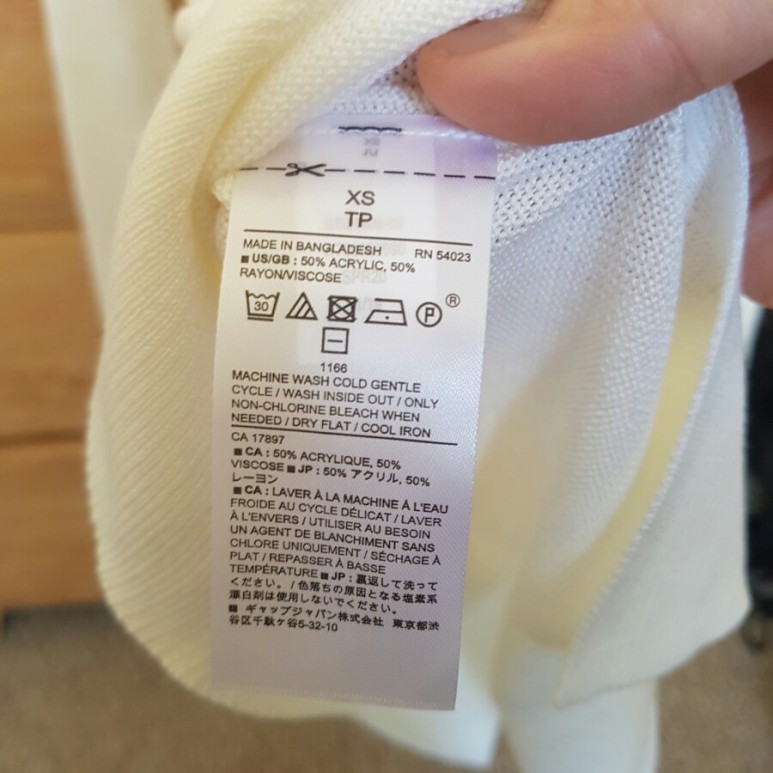 XS
TP
MADE IN BANGLADESH RN 54023
■ US/GB : 50% ACRYLIC, 50%
RAYON/VISCOSE
30 P ®
1166
MACHINE WASH COLD GENTLE
CYCLE / WASH INSIDE OUT / ONLY
NON-CHLORINE BLEACH WHEN
NEEDED / DRY FLAT / COOL IRON
CA 17897
■ CA : 50% ACRYLIQUE, 50%
VISCOSE ■ JP : 50% アクリル, 50%
レーヨン
■ CA : LAVER À LA MACHINE À L'EAU
FROIDE AU CYCLE DÉLICAT / LAVER
À L'ENVERS / UTILISER AU BESOIN
UN AGENT DE BLANCHIMENT SANS
CHLORE UNIQUEMENT / SÉCHAGE À
PLAT / REPASSER À BASSE
TEMPÉRATURE ■ JP : 裏返して洗って
ください。 / 色落ちの原因となる塩素系
漂白剤は使用しないでください。
■ ギャップジャパン株式会社 東京都渋
谷区千駄ヶ谷5-32-10